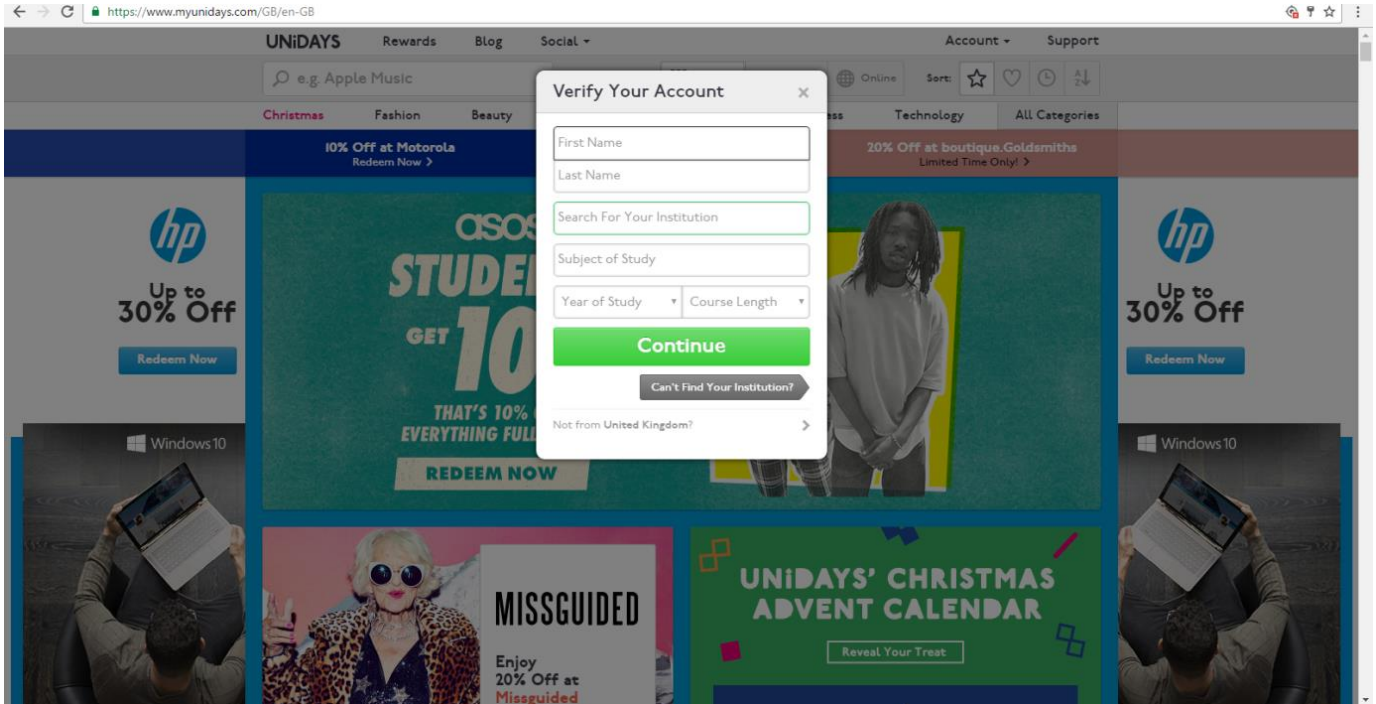 https://www.myunidays.com/GB/en-GB
UNiDAYS Rewards Blog Social Account Support
e.g. Apple Music Online Sort:
Christmas Fashion Beauty Technology All Categories
10% Off at Motorola
Redeem Now >
20% Off at boutique.Goldsmiths
Limited Time Only! >
Verify Your Account ×
First Name
Last Name
Search For Your Institution
Subject of Study
Year of Study Course Length
Continue
Can't Find Your Institution?
Not from United Kingdom? >
hp
Up to
30% Off
Redeem Now
Windows 10
asos
GET 10
THAT'S 10%
REDEEM NOW
MISSGUIDED
Enjoy
20% Off at
Missguided
UNiDAYS' CHRISTMAS
ADVENT CALENDAR
Reveal Your Treat
hp
Up to
30% Off
Redeem Now
Windows 10